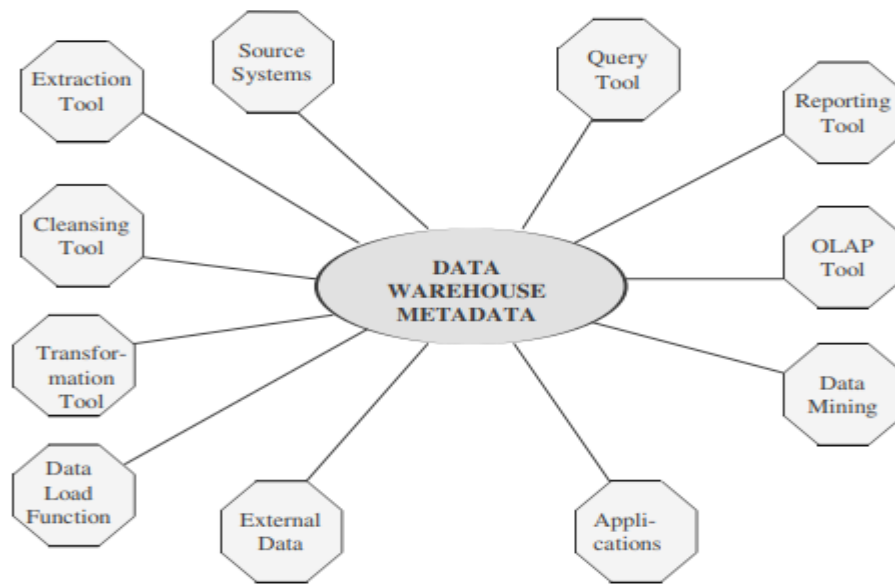 Source
Systems
Query
Tool
Extraction
Tool
Reporting
Tool
Cleansing
Tool
OLAP
Tool
DATA
WAREHOUSE
METADATA
Transfor-
mation
Tool
Data
Mining
Data
Load
Function
External
Data
Appli-
cations